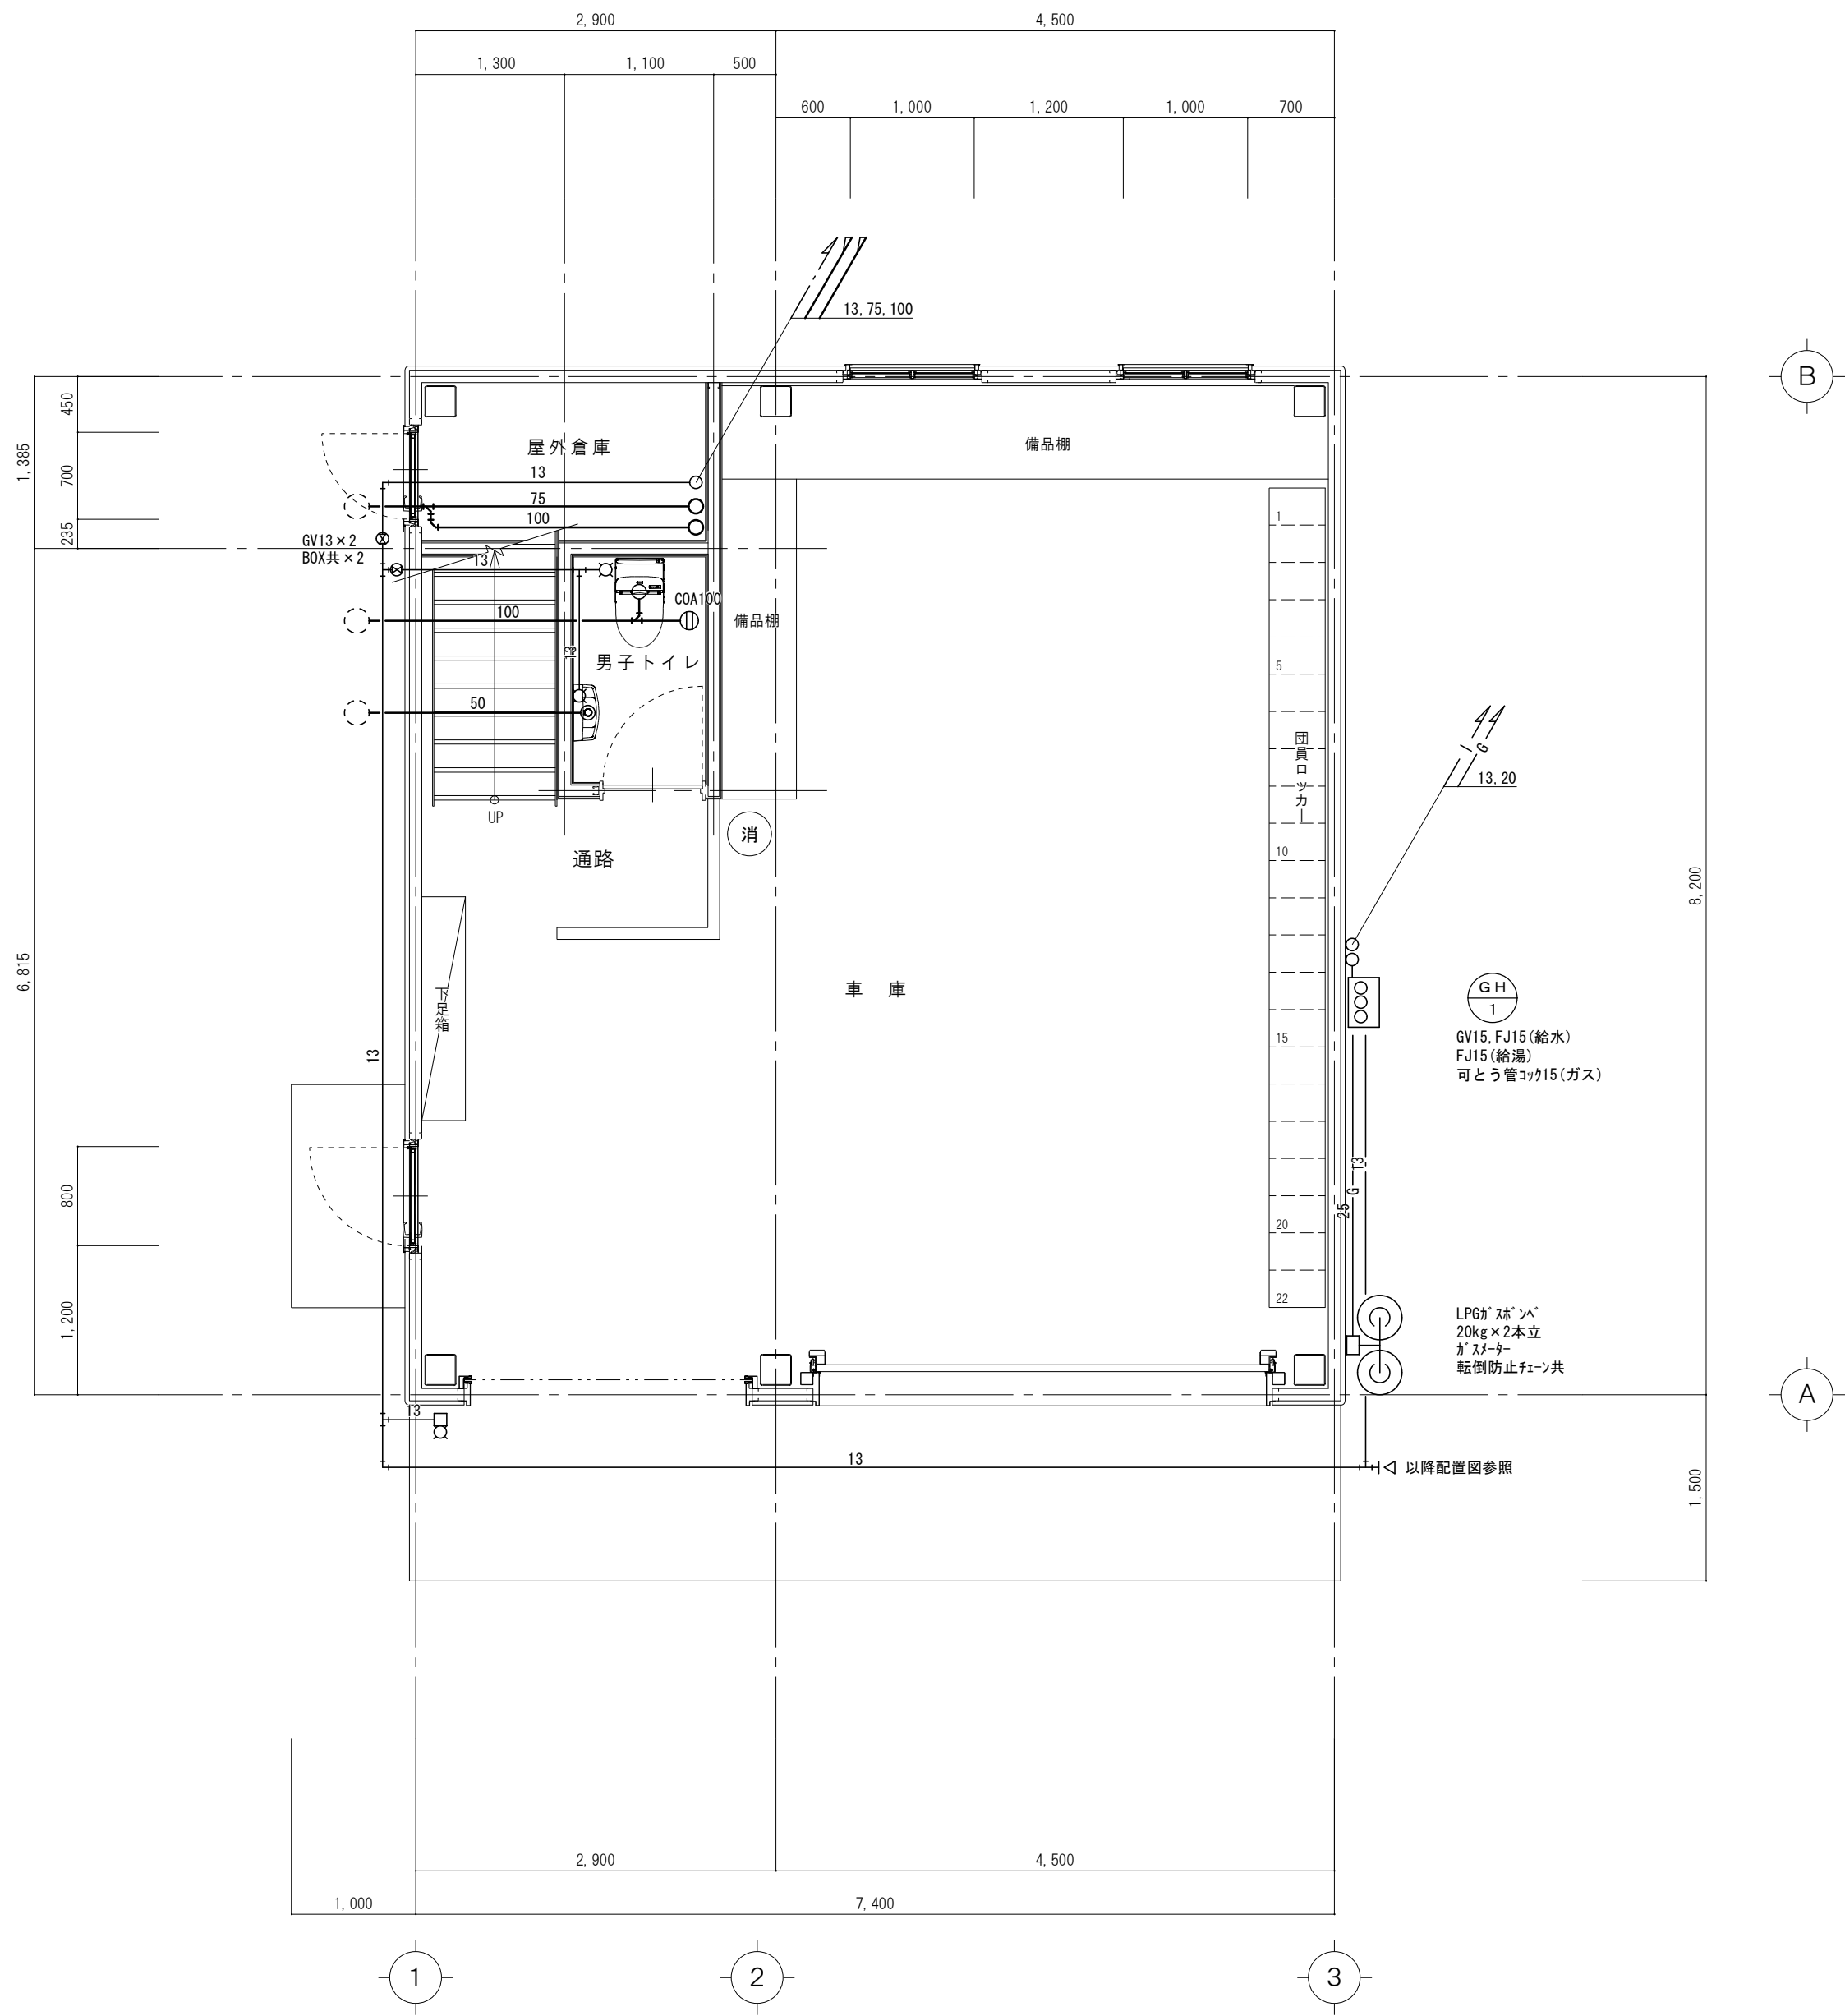 2,900
4,500
1,300
1,100
500
600
1,000
1,200
1,000
700
13,75,100
B
450
1,385
700
235
屋外倉庫
備品棚
13
75
100
GV13×2
BOX共×2
13
100
COA100
備品棚
男子トイレ
13
50
UP
1
5
10
15
20
22
団員ロッカー
G
13,20
消
通路
8,200
6,815
下足箱
車 庫
GH
1
GV15,FJ15(給水)
FJ15(給湯)
可とう管コック15(ガス)
13
13
G
25
800
1,200
LPGガスボンベ
20kg×2本立
ガスメーター
転倒防止チェーン共
A
13
13
以降配置図参照
1,500
2,900
4,500
1,000
7,400
1
2
3